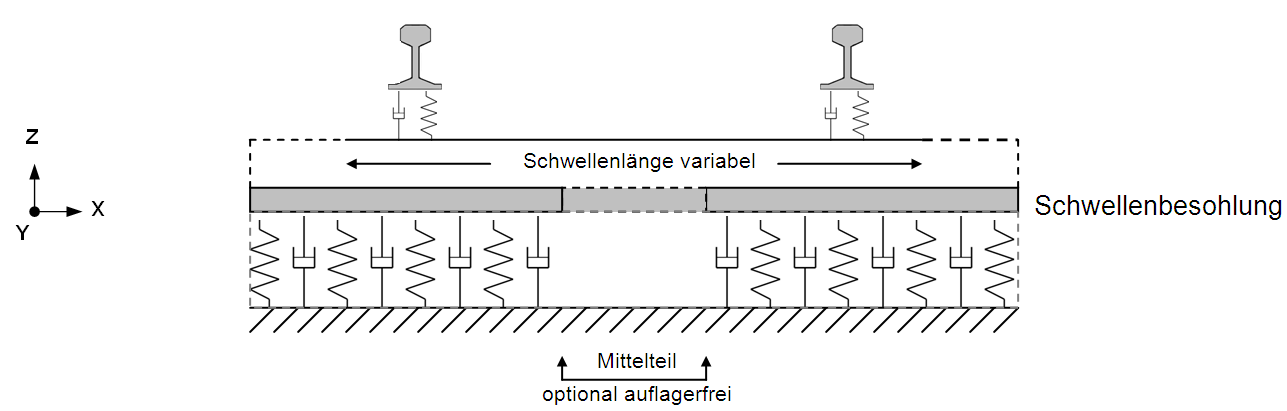 Z
X
Y
Schwellenlänge variabel
Schwellenbesohlung
Mittelteil
optional auflagerfrei